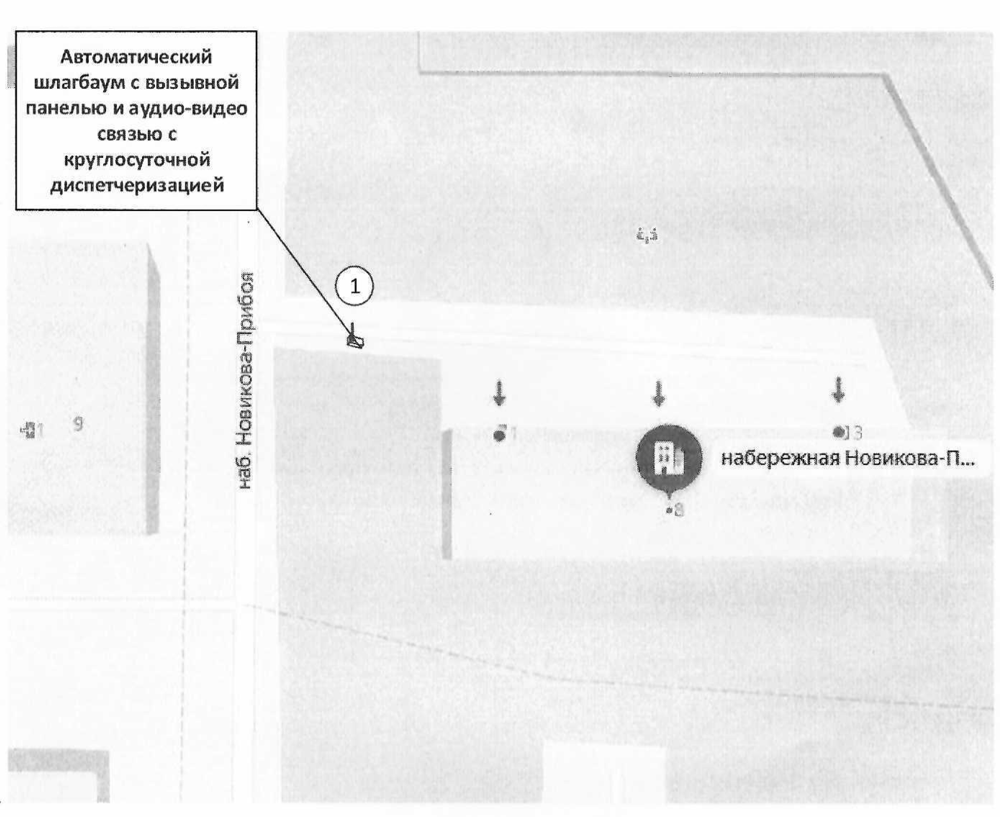 Автоматический
шлагбаум с вызывной
панелью и аудио-видео
связью с
круглосуточной
диспетчеризацией
1
наб. Новикова-Прибоя
9
13
набережная Новикова-П...
8